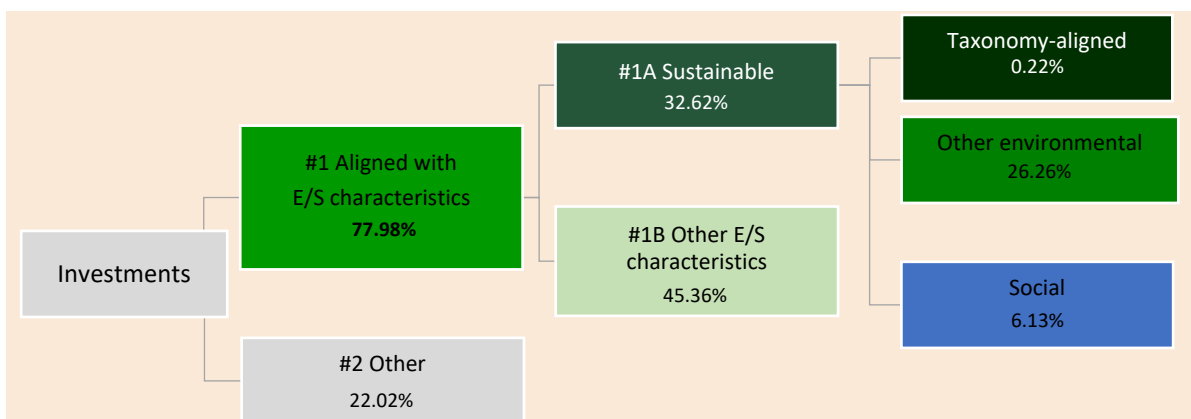 Investments
#1 Aligned with
E/S characteristics
77.98%
#2 Other
22.02%
#1A Sustainable
32.62%
#1B Other E/S
characteristics
45.36%
Taxonomy-aligned
0.22%
Other environmental
26.26%
Social
6.13%